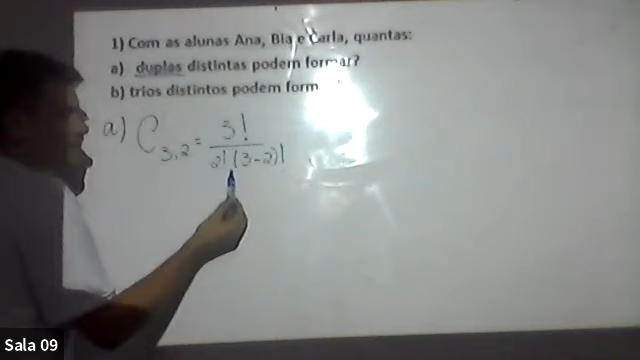 1) Com as alunas Ana, Bia e Carla, quantas:
a) duplas distintas podem formar?
b) trios distintos podem form
a) C3,2 = 3!
2!(3-2)!
Sala 09